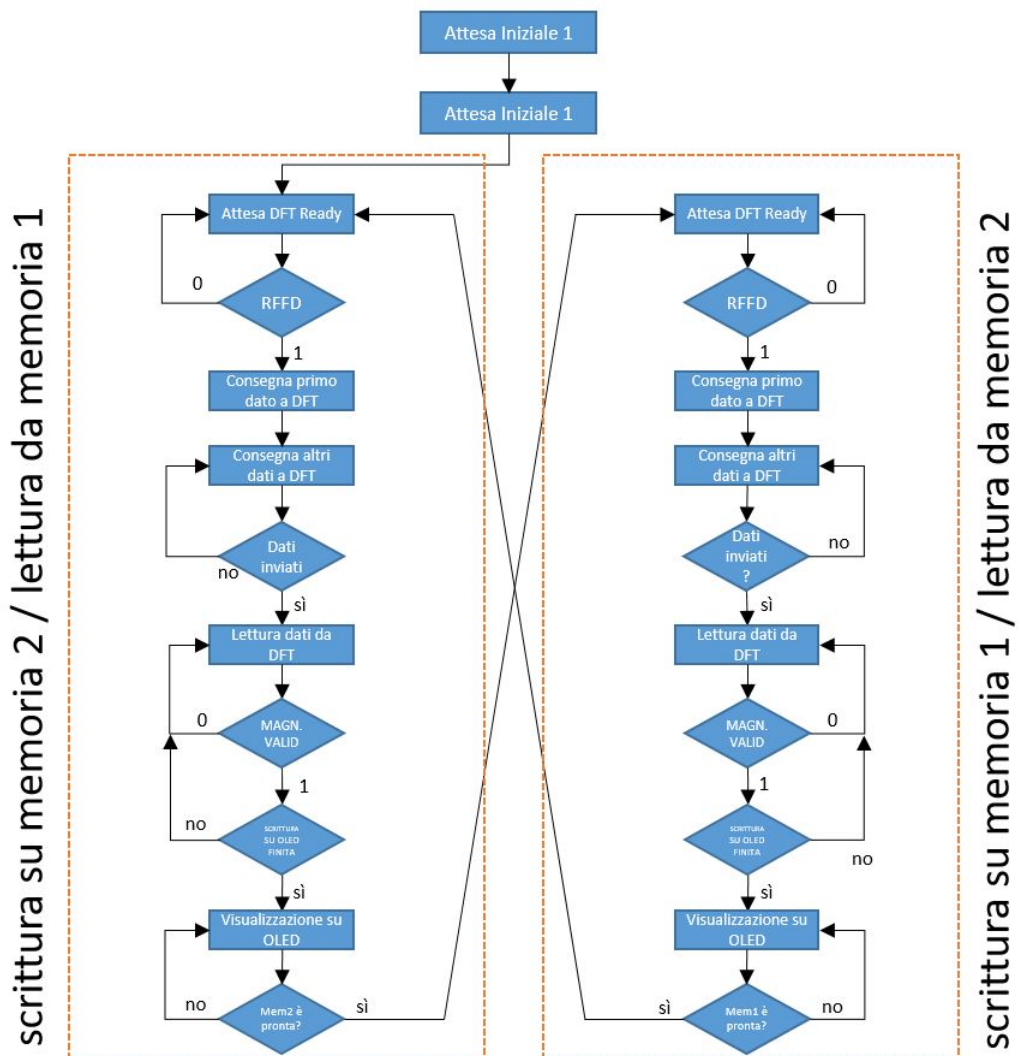 Attesa Iniziale 1
Attesa Iniziale 1
scrittura su memoria 2 / lettura da memoria 1
Attesa DFT Ready
0
RFFD
1
Consegna primo
dato a DFT
Consegna altri
dati a DFT
Dati
inviati
no
sì
Lettura dati da
DFT
0
MAGN.
VALID
1
SCRITTURA
SU OLED
FINITA
no
sì
Visualizzazione su
OLED
no
Mem2 è
pronta?
sì
Attesa DFT Ready
0
RFFD
1
Consegna primo
dato a DFT
Consegna altri
dati a DFT
Dati
inviati
?
no
sì
Lettura dati da
DFT
MAGN.
VALID
0
1
SCRITTURA
SU OLED
FINITA
no
sì
Visualizzazione su
OLED
sì
Mem1 è
pronta?
no
scrittura su memoria 1 / lettura da memoria 2